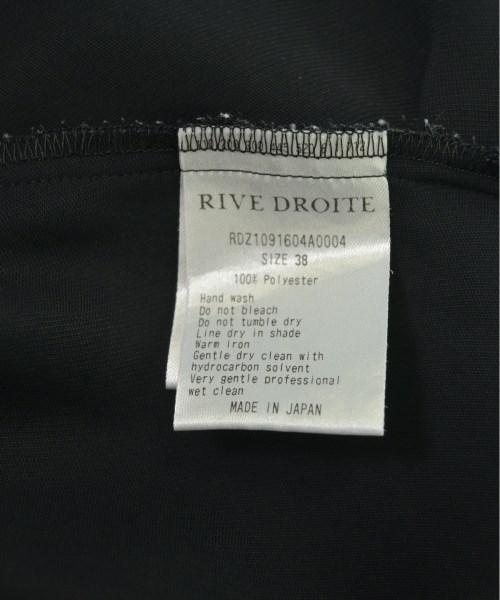 RIVE DROITE
RDZ1091604A0004
SIZE 38
100% Polyester
Hand wash
Do not bleach
Do not tumble dry
Line dry in shade
Warm iron
Gentle dry clean with
hydrocarbon solvent
Very gentle professional
wet clean
MADE IN JAPAN